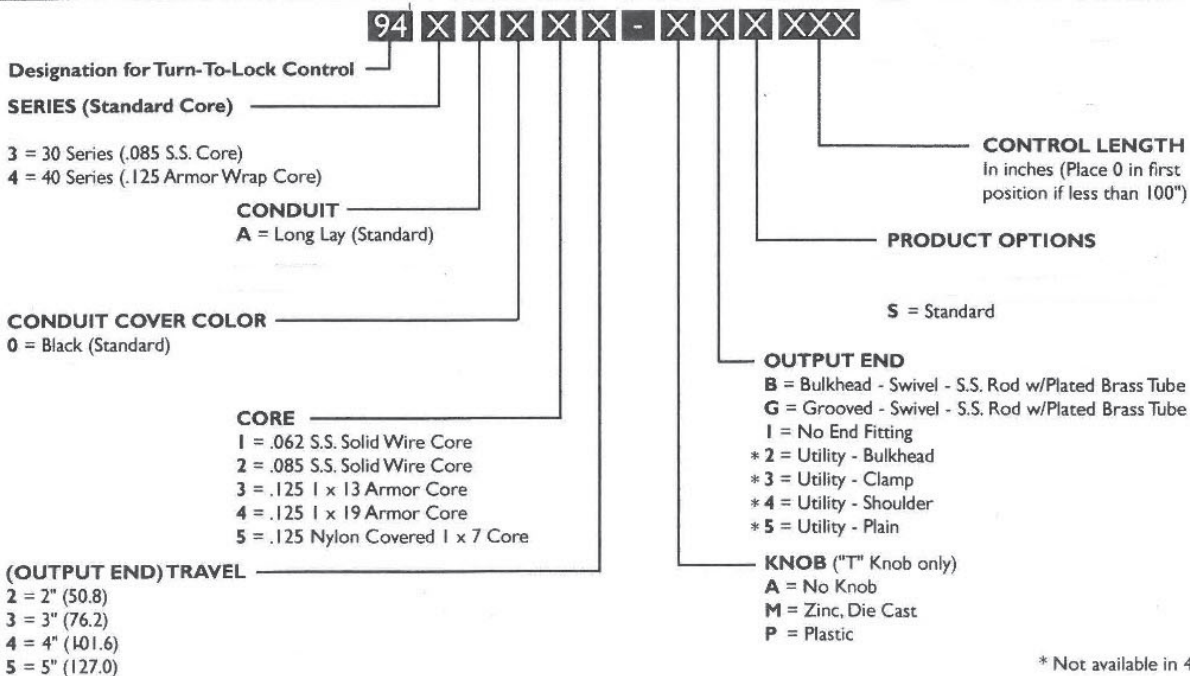 94 X X X X X - X X X XXX
Designation for Turn-To-Lock Control
SERIES (Standard Core)
3 = 30 Series (.085 S.S. Core)
4 = 40 Series (.125 Armor Wrap Core)
CONDUIT
A = Long Lay (Standard)
CONDUIT COVER COLOR
0 = Black (Standard)
CORE
1 = .062 S.S. Solid Wire Core
2 = .085 S.S. Solid Wire Core
3 = .125 1 x 13 Armor Core
4 = .125 1 x 19 Armor Core
5 = .125 Nylon Covered 1 x 7 Core
(OUTPUT END) TRAVEL
2 = 2" (50.8)
3 = 3" (76.2)
4 = 4" (101.6)
5 = 5" (127.0)
CONTROL LENGTH
In inches (Place 0 in first
position if less than 100")
PRODUCT OPTIONS
S = Standard
OUTPUT END
B = Bulkhead - Swivel - S.S. Rod w/Plated Brass Tube
G = Grooved - Swivel - S.S. Rod w/Plated Brass Tube
1 = No End Fitting
* 2 = Utility - Bulkhead
* 3 = Utility - Clamp
* 4 = Utility - Shoulder
* 5 = Utility - Plain
KNOB ("T" Knob only)
A = No Knob
M = Zinc, Die Cast
P = Plastic
* Not available in 4